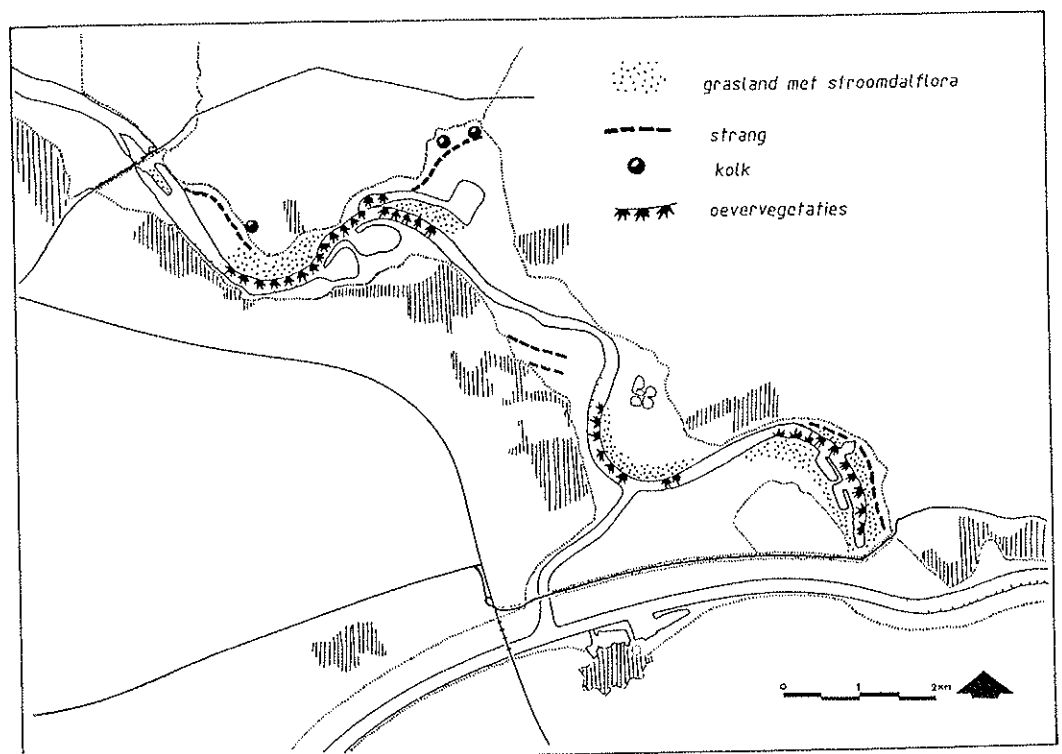 grasland met stroomdalflora
strang
kolk
oevervegetaties
0 1 2km